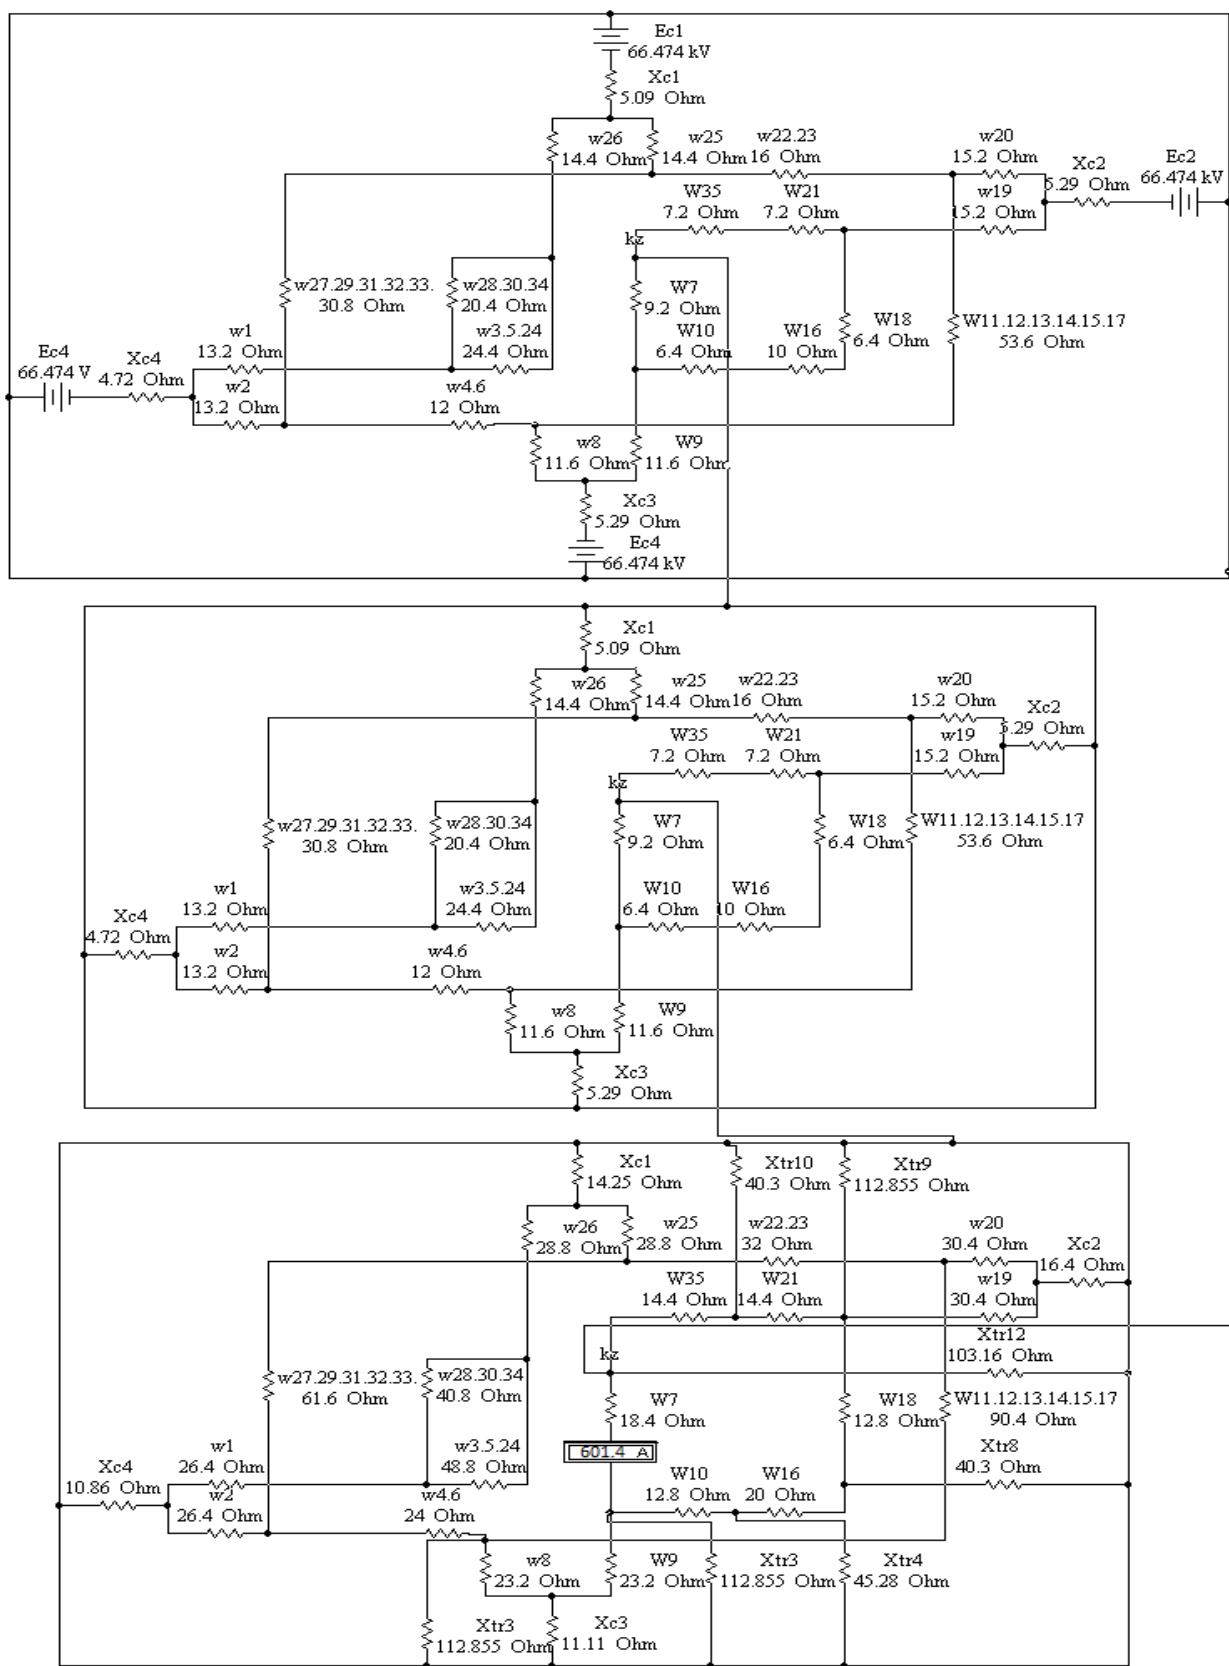 Ec1
66.474 kV
Xc1
5.09 Ohm
w26
14.4 Ohm
w25
14.4 Ohm
w22.23
16 Ohm
w20
15.2 Ohm
Xc2
5.29 Ohm
Ec2
66.474 kV
W35
7.2 Ohm
W21
7.2 Ohm
w19
15.2 Ohm
kz
w27.29.31.32.33.
30.8 Ohm
w28.30.34
20.4 Ohm
W7
9.2 Ohm
w3.5.24
24.4 Ohm
W10
6.4 Ohm
W16
10 Ohm
W18
6.4 Ohm
W11.12.13.14.15.17
53.6 Ohm
w1
13.2 Ohm
Ec4
66.474 V
Xc4
4.72 Ohm
w2
13.2 Ohm
w4.6
12 Ohm
w8
11.6 Ohm
W9
11.6 Ohm
Xc3
5.29 Ohm
Ec4
66.474 kV
Xc1
5.09 Ohm
w26
14.4 Ohm
w25
14.4 Ohm
w22.23
16 Ohm
w20
15.2 Ohm
Xc2
5.29 Ohm
W35
7.2 Ohm
W21
7.2 Ohm
w19
15.2 Ohm
kz
w27.29.31.32.33.
30.8 Ohm
w28.30.34
20.4 Ohm
W7
9.2 Ohm
W18
6.4 Ohm
W11.12.13.14.15.17
53.6 Ohm
w1
13.2 Ohm
w3.5.24
24.4 Ohm
W10
6.4 Ohm
W16
10 Ohm
Xc4
4.72 Ohm
w2
13.2 Ohm
w4.6
12 Ohm
w8
11.6 Ohm
W9
11.6 Ohm
Xc3
5.29 Ohm
Xc1
14.25 Ohm
Xtr10
40.3 Ohm
Xtr9
112.855 Ohm
w26
28.8 Ohm
w25
28.8 Ohm
w22.23
32 Ohm
w20
30.4 Ohm
Xc2
16.4 Ohm
W35
14.4 Ohm
W21
14.4 Ohm
w19
30.4 Ohm
kz
Xtr12
103.16 Ohm
w27.29.31.32.33.
61.6 Ohm
w28.30.34
40.8 Ohm
W7
18.4 Ohm
W18
12.8 Ohm
W11.12.13.14.15.17
90.4 Ohm
w1
26.4 Ohm
w3.5.24
48.8 Ohm
601.4 A
Xtr8
40.3 Ohm
Xc4
10.86 Ohm
w2
26.4 Ohm
w4.6
24 Ohm
W10
12.8 Ohm
W16
20 Ohm
w8
23.2 Ohm
W9
23.2 Ohm
Xtr3
112.855 Ohm
Xtr4
45.28 Ohm
Xtr3
112.855 Ohm
Xc3
11.11 Ohm